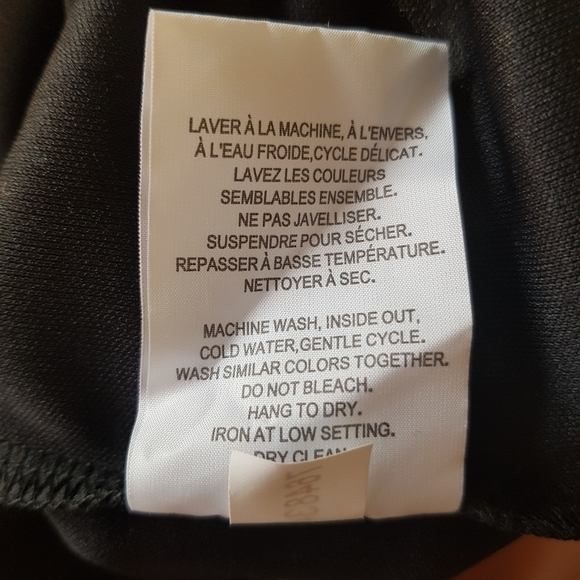 LAVER À LA MACHINE, À L'ENVERS,
À L'EAU FROIDE,CYCLE DÉLICAT.
LAVEZ LES COULEURS
SEMBLABLES ENSEMBLE.
NE PAS JAVELLISER.
SUSPENDRE POUR SÉCHER.
REPASSER À BASSE TEMPÉRATURE.
NETTOYER À SEC.
MACHINE WASH, INSIDE OUT,
COLD WATER,GENTLE CYCLE.
WASH SIMILAR COLORS TOGETHER.
DO NOT BLEACH.
HANG TO DRY.
IRON AT LOW SETTING.
DRY CLEAN